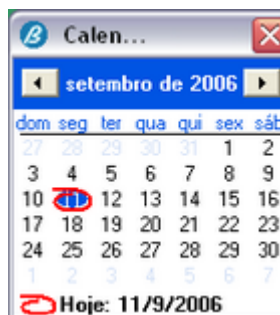 Calen...
setembro de 2006
dom seg ter qua qui sex sáb
27 28 29 30 31 1 2
3 4 5 6 7 8 9
10 11 12 13 14 15 16
17 18 19 20 21 22 23
24 25 26 27 28 29 30
1 2 3 4 5 6 7
Hoje: 11/9/2006